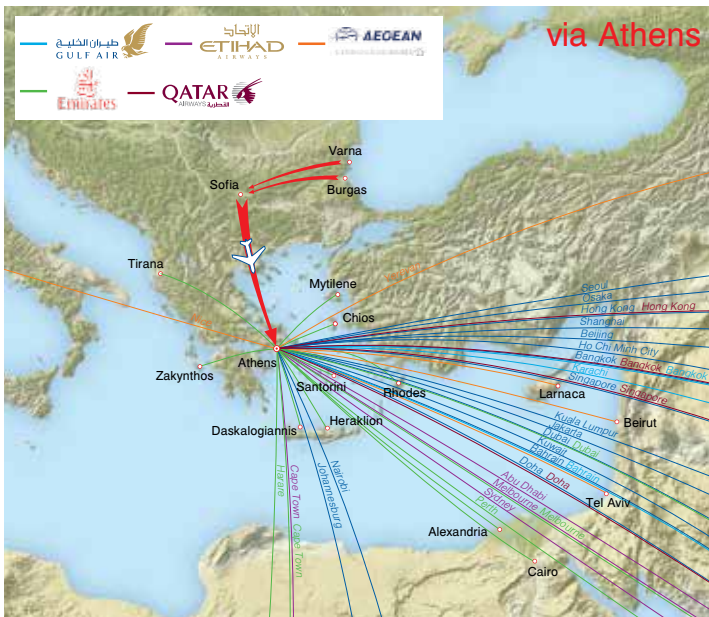 طيران الخليج
GULF AIR
الإتحاد
ETIHAD
AIRWAYS
AEGEAN
Emirates
QATAR
AIRWAYS القطرية
via Athens
Varna
Sofia
Burgas
Tirana
Mytilene
Chios
Athens
Zakynthos
Santorini
Rhodes
Larnaca
Beirut
Daskalogiannis
Heraklion
Tel Aviv
Alexandria
Cairo
Seoul
Osaka
Hong Kong Hong Kong
Shanghai
Beijing
Ho Chi Minh City
Bangkok Bangkok Bangkok
Karachi
Singapore Singapore
Kuala Lumpur
Jakarta
Dubai Dubai
Kuwait
Bahrain Bahrain
Doha Doha
Abu Dhabi
Melbourne Melbourne
Sydney
Perth
Nairobi
Johannesburg
Cape Town Cape Town
Harare